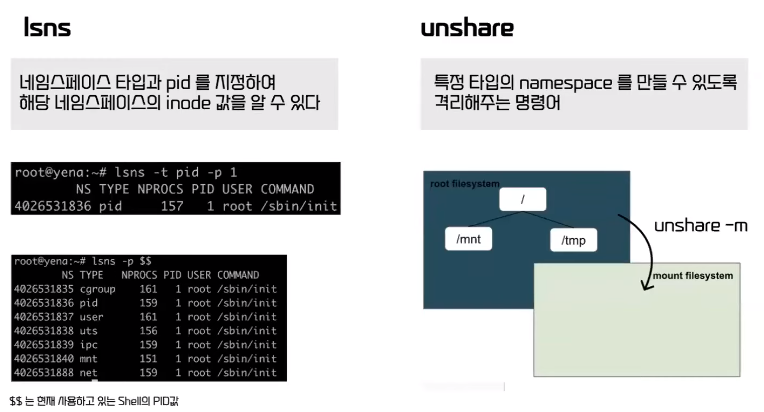 lsns
네임스페이스 타입과 pid 를 지정하여
해당 네임스페이스의 inode 값을 알 수 있다
root@yena:~# lsns -t pid -p 1
NS TYPE NPROCS PID USER COMMAND
4026531836 pid 157 1 root /sbin/init
root@yena:~# lsns -p $$
NS TYPE NPROCS PID USER COMMAND
4026531835 cgroup 161 1 root /sbin/init
4026531836 pid 159 1 root /sbin/init
4026531837 user 161 1 root /sbin/init
4026531838 uts 156 1 root /sbin/init
4026531839 ipc 159 1 root /sbin/init
4026531840 mnt 151 1 root /sbin/init
4026531888 net 159 1 root /sbin/init
$$ 는 현재 사용하고 있는 Shell의 PID값
unshare
특정 타입의 namespace 를 만들 수 있도록
격리해주는 명령어
root filesystem
/
/mnt
/tmp
unshare -m
mount filesystem